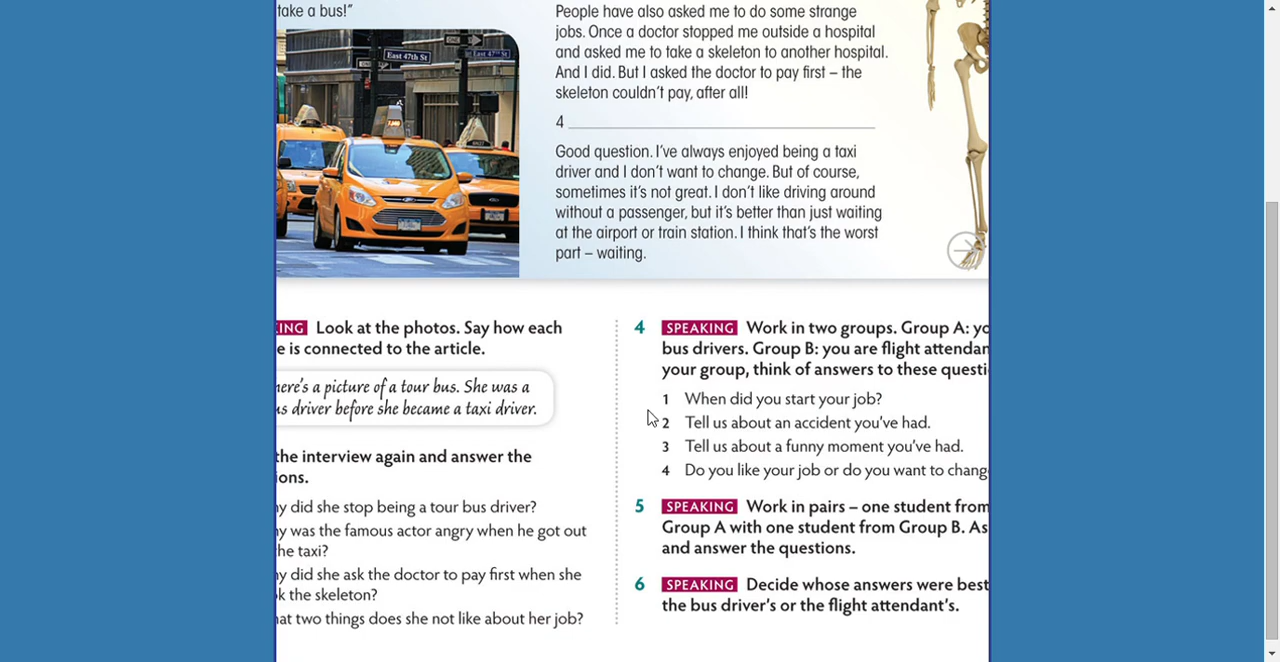 take a bus!"
East 47th St
People have also asked me to do some strange
jobs. Once a doctor stopped me outside a hospital
and asked me to take a skeleton to another hospital.
And I did. But I asked the doctor to pay first – the
skeleton couldn't pay, after all!
4
Good question. I've always enjoyed being a taxi
driver and I don't want to change. But of course,
sometimes it's not great. I don't like driving around
without a passenger, but it's better than just waiting
at the airport or train station. I think that's the worst
part – waiting.
ING Look at the photos. Say how each
e is connected to the article.
here's a picture of a tour bus. She was a
us driver before she became a taxi driver.
the interview again and answer the
ions.
y did she stop being a tour bus driver?
y was the famous actor angry when he got out
he taxi?
y did she ask the doctor to pay first when she
k the skeleton?
at two things does she not like about her job?
4 SPEAKING Work in two groups. Group A: yo
bus drivers. Group B: you are flight attendan
your group, think of answers to these questi
1 When did you start your job?
2 Tell us about an accident you've had.
3 Tell us about a funny moment you've had.
4 Do you like your job or do you want to chang
5 SPEAKING Work in pairs – one student from
Group A with one student from Group B. As
and answer the questions.
6 SPEAKING Decide whose answers were best
the bus driver's or the flight attendant's.